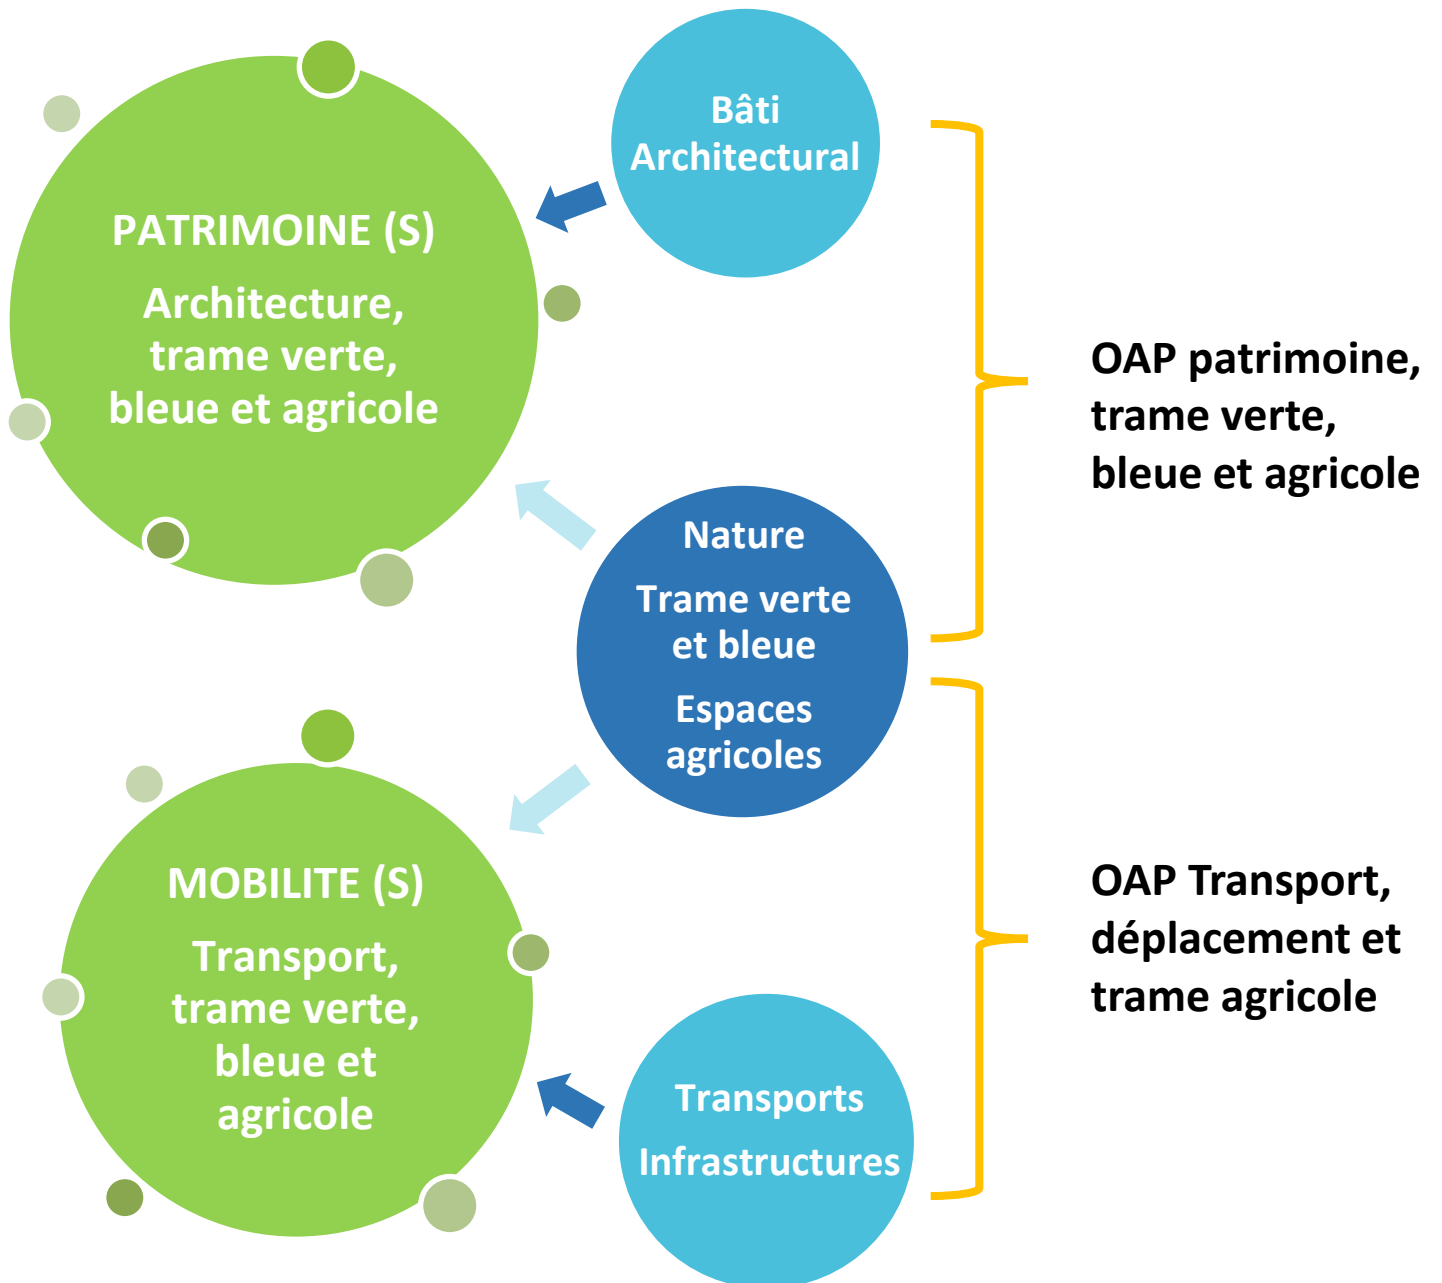 Bâti
Architectural
PATRIMOINE (S)
Architecture,
trame verte,
bleue et agricole
OAP patrimoine,
trame verte,
bleue et agricole
Nature
Trame verte
et bleue
Espaces
agricoles
MOBILITE (S)
Transport,
trame verte,
bleue et
agricole
OAP Transport,
déplacement et
trame agricole
Transports
Infrastructures